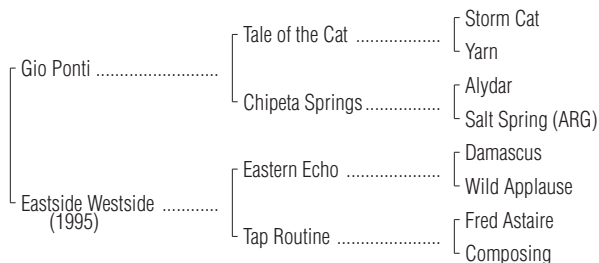 Storm Cat
Tale of the Cat ..................
Yarn
Gio Ponti ..........................
Alydar
Chipeta Springs ................
Salt Spring (ARG)
Damascus
Eastern Echo ....................
Wild Applause
Eastside Westside ............
(1995)
Fred Astaire
Tap Routine ......................
Composing